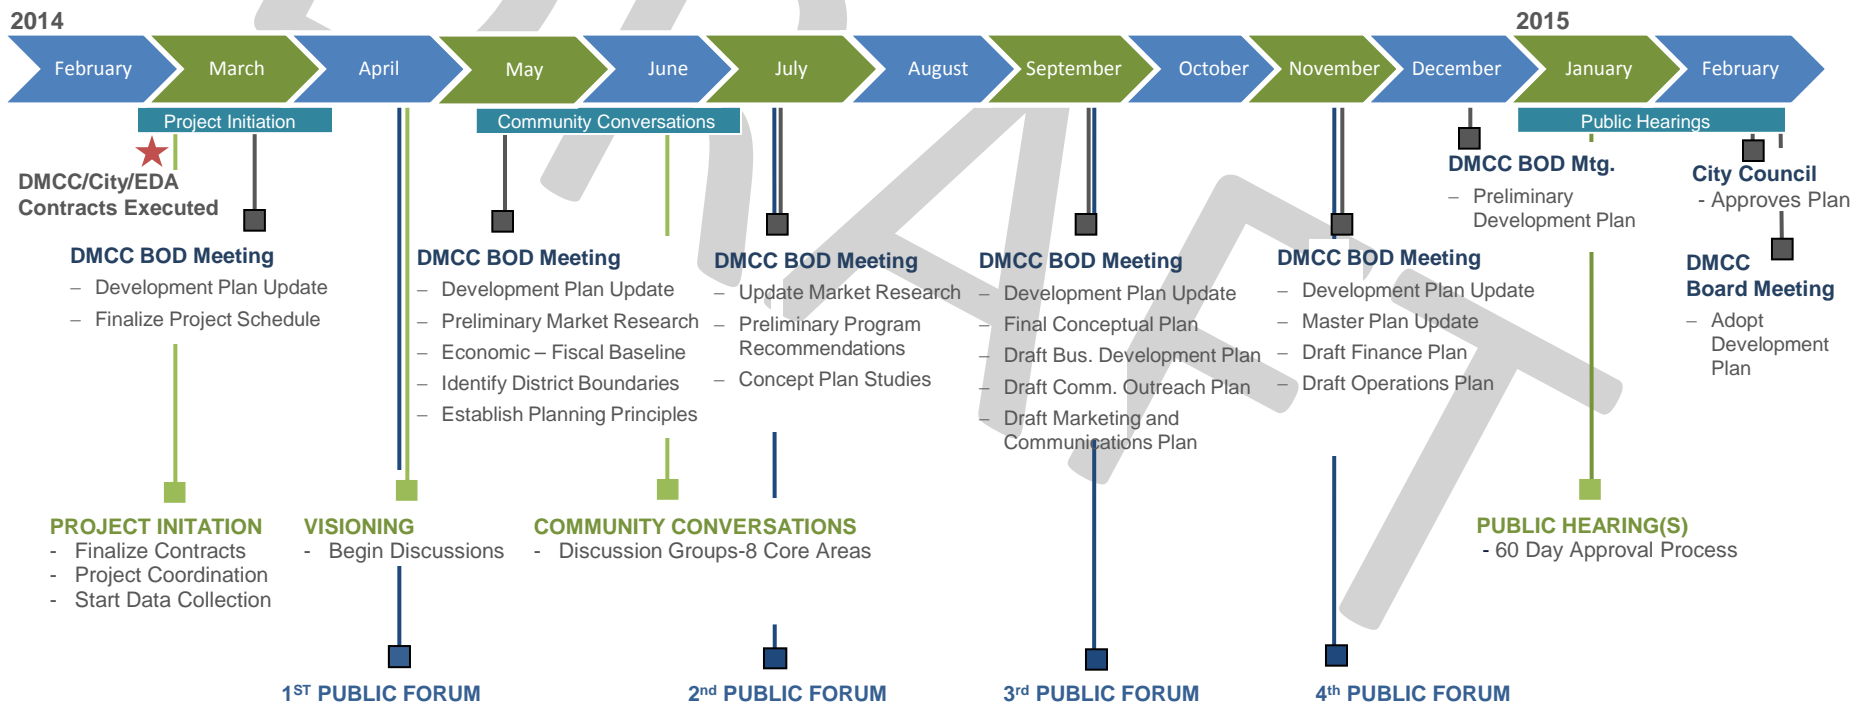 2014
2015
February
March
April
May
June
July
August
September
October
November
December
January
February
Project Initiation
Community Conversations
Public Hearings
DMCC/City/EDA
Contracts Executed
DMCC BOD Meeting
– Development Plan Update
– Finalize Project Schedule
DMCC BOD Meeting
– Development Plan Update
– Preliminary Market Research
– Economic – Fiscal Baseline
– Identify District Boundaries
– Establish Planning Principles
DMCC BOD Meeting
– Update Market Research
– Preliminary Program
Recommendations
– Concept Plan Studies
DMCC BOD Meeting
– Development Plan Update
– Final Conceptual Plan
– Draft Bus. Development Plan
– Draft Comm. Outreach Plan
– Draft Marketing and
Communications Plan
DMCC BOD Meeting
– Development Plan Update
– Master Plan Update
– Draft Finance Plan
– Draft Operations Plan
DMCC BOD Mtg.
– Preliminary
Development Plan
City Council
- Approves Plan
DMCC
Board Meeting
– Adopt
Development
Plan
PROJECT INITATION
- Finalize Contracts
- Project Coordination
- Start Data Collection
VISIONING
- Begin Discussions
COMMUNITY CONVERSATIONS
- Discussion Groups-8 Core Areas
PUBLIC HEARING(S)
- 60 Day Approval Process
1ST PUBLIC FORUM
2nd PUBLIC FORUM
3rd PUBLIC FORUM
4th PUBLIC FORUM
DRAFT